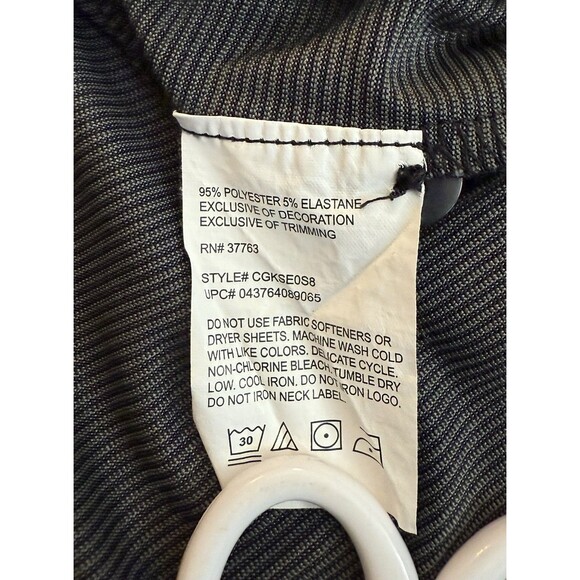 95% POLYESTER 5% ELASTANE
EXCLUSIVE OF DECORATION
EXCLUSIVE OF TRIMMING
RN# 37763
STYLE# CGKSE0S8
UPC# 043764089065
DO NOT USE FABRIC SOFTENERS OR
DRYER SHEETS. MACHINE WASH COLD
WITH LIKE COLORS. DELICATE CYCLE.
NON-CHLORINE BLEACH. TUMBLE DRY
LOW. COOL IRON. DO NOT IRON LOGO.
DO NOT IRON NECK LABEL.
30